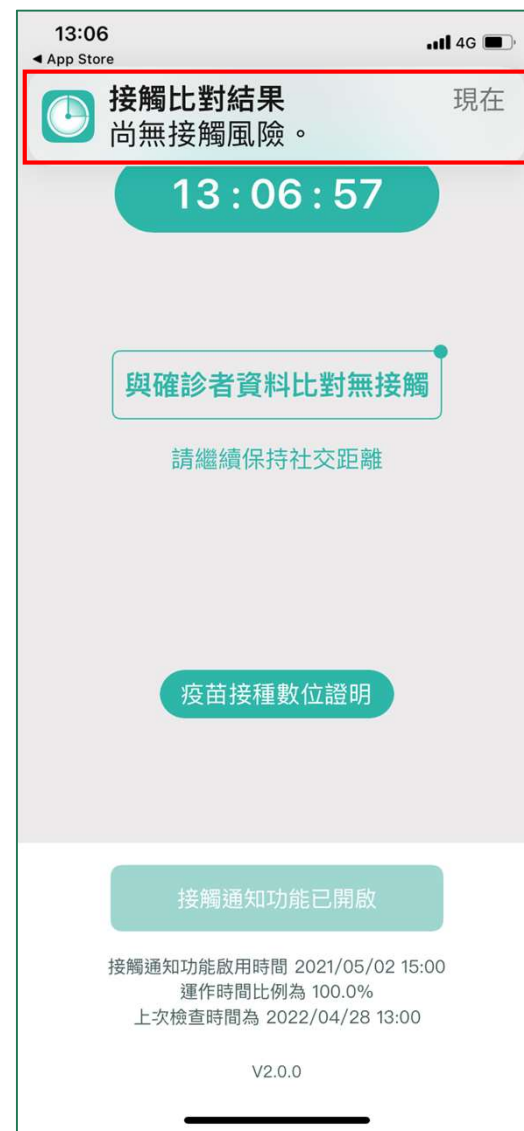 13:06
4G
◀ App Store
接觸比對結果
現在
尚無接觸風險。
13:06:57
與確診者資料比對無接觸
請繼續保持社交距離
疫苗接種數位證明
接觸通知功能已開啟
接觸通知功能啟用時間 2021/05/02 15:00
運作時間比例為 100.0%
上次檢查時間為 2022/04/28 13:00
V2.0.0